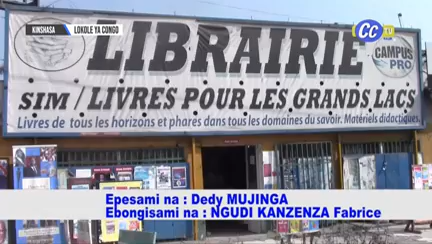 KINSHASA
LOKOLE YA CONGO
CC TV
LIBRAIRIE
CAMPUS
PRO
SIM / LIVRES POUR LES GRANDS LACS
Livres de tous les horizons et phares dans tous les domaines du savoir. Matériels didactiques.
Epesami na : Dedy MUJINGA
Ebongisami na : NGUDI KANZENZA Fabrice